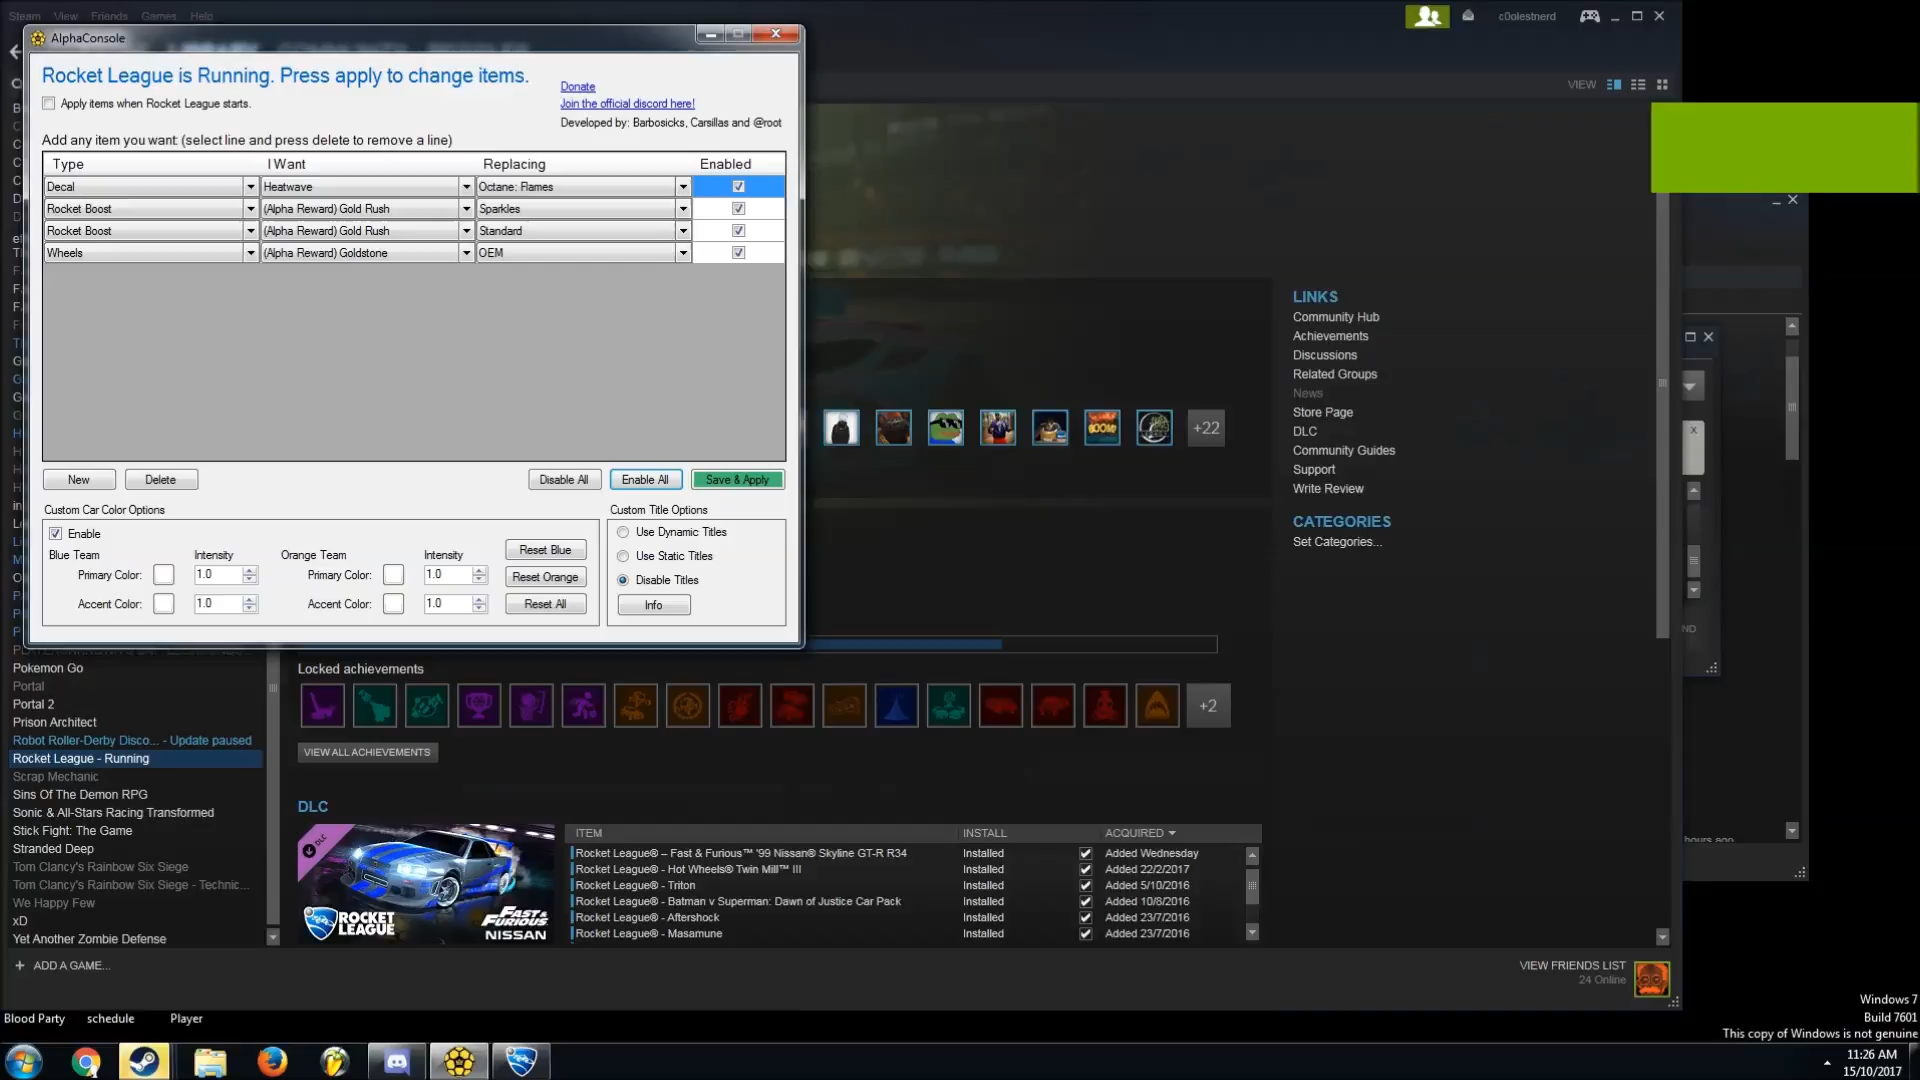 Steam View Friends Games Help
c0olestnerd
AlphaConsole
Rocket League is Running. Press apply to change items.
Apply items when Rocket League starts.
Donate
Join the official discord here!
Developed by: Barbosicks, Carsillas and @root
VIEW
Add any item you want: (select line and press delete to remove a line)
Type I Want Replacing Enabled
Decal Heatwave Octane: Flames
Rocket Boost (Alpha Reward) Gold Rush Sparkles
Rocket Boost (Alpha Reward) Gold Rush Standard
Wheels (Alpha Reward) Goldstone OEM
New Delete Disable All Enable All Save & Apply
Custom Car Color Options
Enable
Blue Team Intensity Orange Team Intensity
Primary Color: 1.0 Primary Color: 1.0
Accent Color: 1.0 Accent Color: 1.0
Reset Blue
Reset Orange
Reset All
Custom Title Options
Use Dynamic Titles
Use Static Titles
Disable Titles
Info
BOOM!
+22
LINKS
Community Hub
Achievements
Discussions
Related Groups
News
Store Page
DLC
Community Guides
Support
Write Review
CATEGORIES
Set Categories...
Pokemon Go
Portal
Portal 2
Prison Architect
Robot Roller-Derby Disco... - Update paused
Rocket League - Running
Scrap Mechanic
Sins Of The Demon RPG
Sonic & All-Stars Racing Transformed
Stick Fight: The Game
Stranded Deep
Tom Clancy's Rainbow Six Siege
Tom Clancy's Rainbow Six Siege - Technic...
We Happy Few
xD
Yet Another Zombie Defense
+ ADD A GAME...
Locked achievements
+2
VIEW ALL ACHIEVEMENTS
DLC
DLC
ROCKET LEAGUE
FAST & FURIOUS
NISSAN
ITEM INSTALL ACQUIRED
Rocket League® – Fast & Furious™ '99 Nissan® Skyline GT-R R34 Installed Added Wednesday
Rocket League® - Hot Wheels® Twin Mill™ III Installed Added 22/2/2017
Rocket League® - Triton Installed Added 5/10/2016
Rocket League® - Batman v Superman: Dawn of Justice Car Pack Installed Added 10/8/2016
Rocket League® - Aftershock Installed Added 23/7/2016
Rocket League® - Masamune Installed Added 23/7/2016
VIEW FRIENDS LIST
24 Online
Blood Party schedule Player
Windows 7
Build 7601
This copy of Windows is not genuine
11:26 AM
15/10/2017